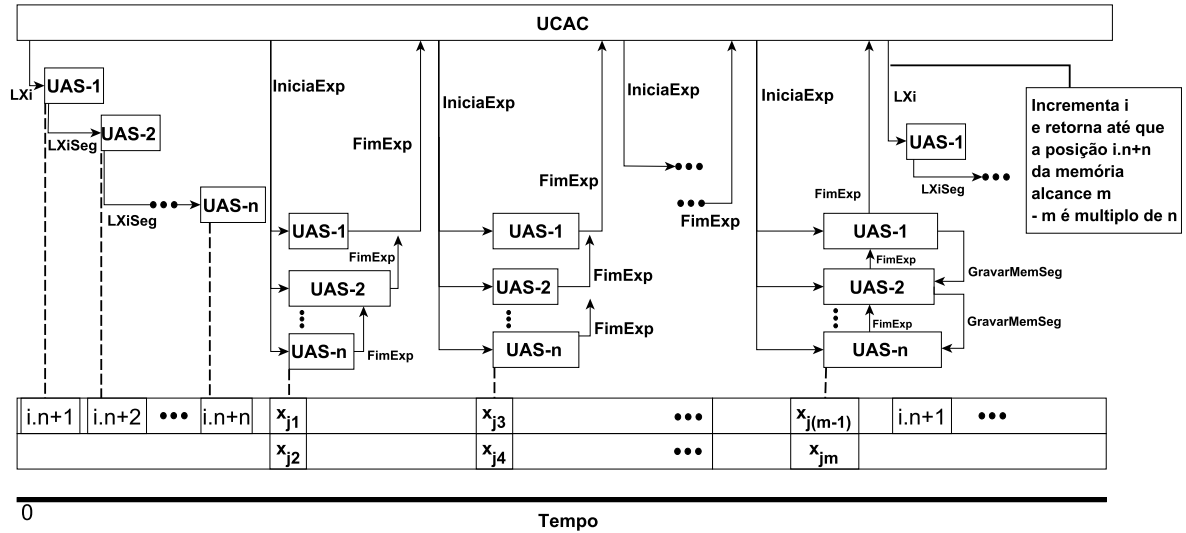 UCAC
LXi
UAS-1
LXiSeg
UAS-2
LXiSeg
•••
UAS-n
IniciaExp
FimExp
UAS-1
FimExp
UAS-2
FimExp
UAS-n
IniciaExp
FimExp
UAS-1
FimExp
UAS-2
FimExp
UAS-n
IniciaExp
•••
•••
FimExp
IniciaExp
FimExp
UAS-1
FimExp
GravarMemSeg
UAS-2
FimExp
GravarMemSeg
UAS-n
LXi
UAS-1
LXiSeg
•••
Incrementa i
e retorna até que
a posição i.n+n
da memória
alcance m
- m é multiplo de n
i.n+1 i.n+2 ••• i.n+n xj1 xj3 ••• xj(m-1) i.n+1 •••
xj2 xj4 ••• xjm
0
Tempo